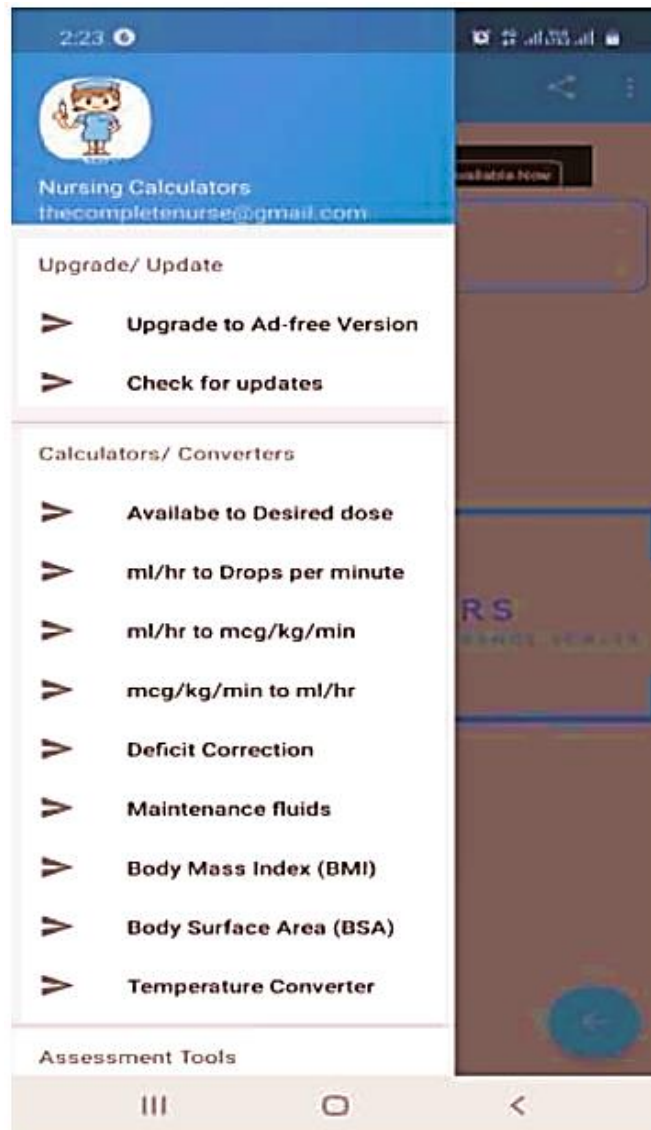 2:23
Nursing Calculators
thecompletenurse@gmail.com
Available Now
Upgrade/ Update
Upgrade to Ad-free Version
Check for updates
Calculators/ Converters
Availabe to Desired dose
ml/hr to Drops per minute
RS
ml/hr to mcg/kg/min
mcg/kg/min to ml/hr
Deficit Correction
Maintenance fluids
Body Mass Index (BMI)
Body Surface Area (BSA)
Temperature Converter
Assessment Tools